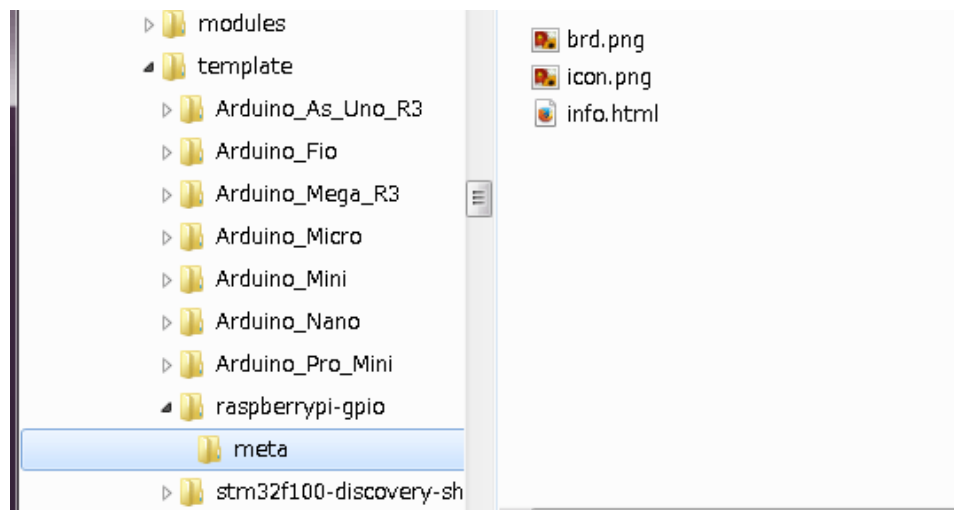 modules
template
Arduino_As_Uno_R3
Arduino_Fio
Arduino_Mega_R3
Arduino_Micro
Arduino_Mini
Arduino_Nano
Arduino_Pro_Mini
raspberrypi-gpio
meta
stm32f100-discovery-sh
brd.png
icon.png
info.html